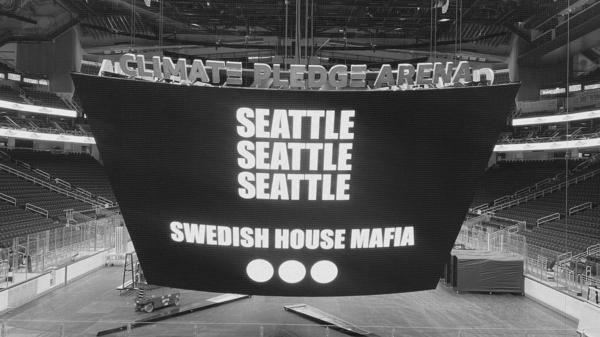 CLIMATE PLEDGE ARENA
SEATTLE
SEATTLE
SEATTLE
SWEDISH HOUSE MAFIA